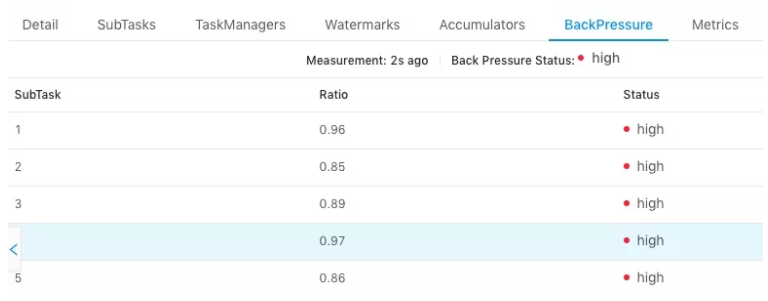 Detail SubTasks TaskManagers Watermarks Accumulators BackPressure Metrics
Measurement: 2s ago Back Pressure Status: high
SubTask Ratio Status
1 0.96 high
2 0.85 high
3 0.89 high
0.97 high
5 0.86 high